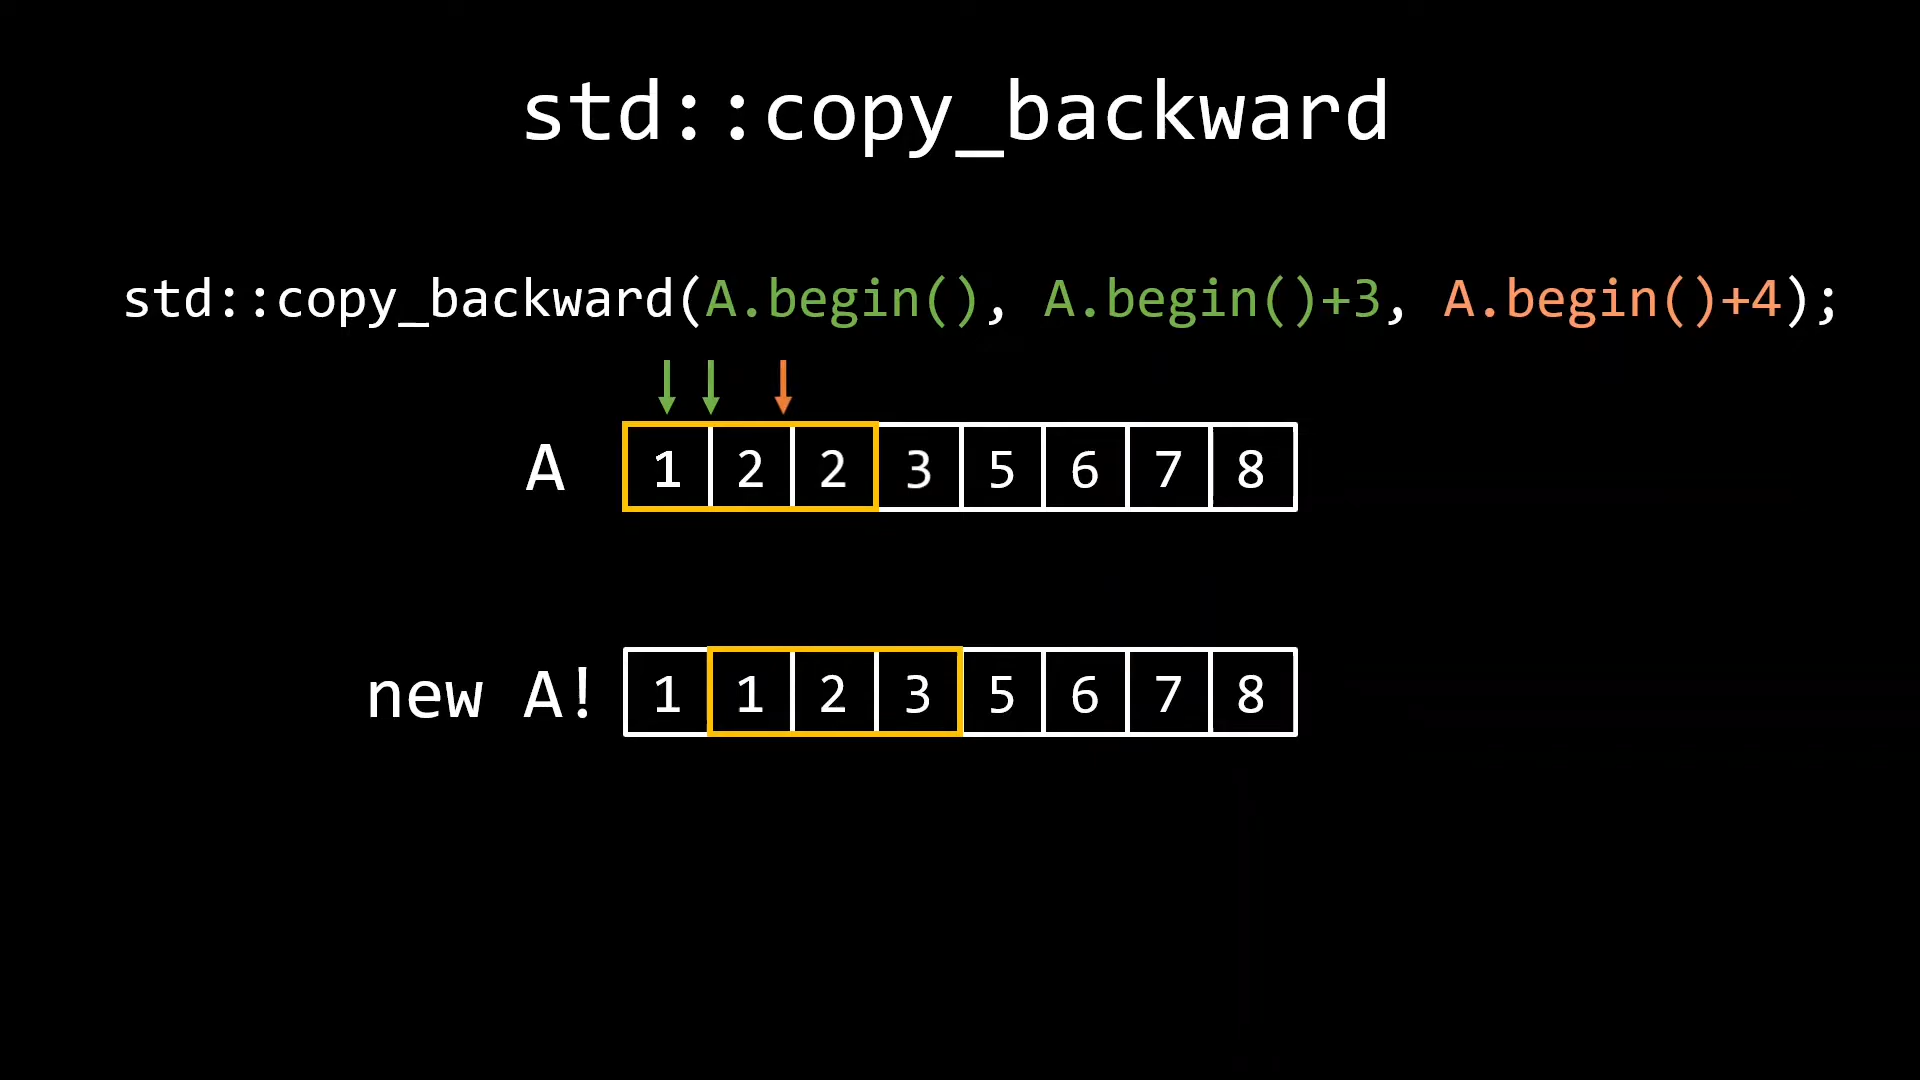 std::copy_backward
std::copy_backward(A.begin(), A.begin()+3, A.begin()+4);
A 1 2 2 3 5 6 7 8
new A! 1 1 2 3 5 6 7 8